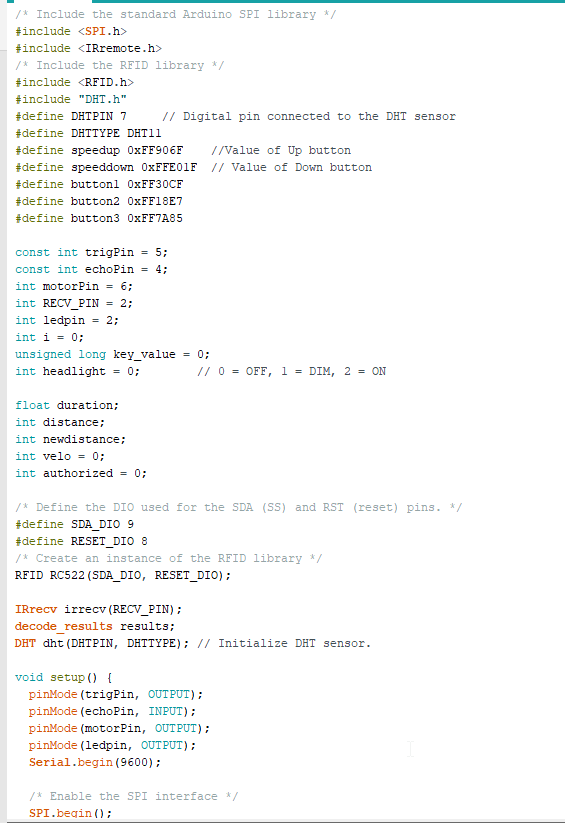 /* Include the standard Arduino SPI library */
#include <SPI.h>
#include <IRremote.h>
/* Include the RFID library */
#include <RFID.h>
#include "DHT.h"
#define DHTPIN 7     // Digital pin connected to the DHT sensor
#define DHTTYPE DHT11
#define speedup 0xFF906F    //Value of Up button
#define speeddown 0xFFE01F  // Value of Down button
#define button1 0xFF30CF
#define button2 0xFF18E7
#define button3 0xFF7A85

const int trigPin = 5;
const int echoPin = 4;
int motorPin = 6;
int RECV_PIN = 2;
int ledpin = 2;
int i = 0;
unsigned long key_value = 0;
int headlight = 0;        // 0 = OFF, 1 = DIM, 2 = ON

float duration;
int distance;
int newdistance;
int velo = 0;
int authorized = 0;

/* Define the DIO used for the SDA (SS) and RST (reset) pins. */
#define SDA_DIO 9
#define RESET_DIO 8
/* Create an instance of the RFID library */
RFID RC522(SDA_DIO, RESET_DIO);

IRrecv irrecv(RECV_PIN);
decode_results results;
DHT dht(DHTPIN, DHTTYPE); // Initialize DHT sensor.

void setup() {
  pinMode(trigPin, OUTPUT);
  pinMode(echoPin, INPUT);
  pinMode(motorPin, OUTPUT);
  pinMode(ledpin, OUTPUT);
  Serial.begin(9600);

  /* Enable the SPI interface */
  SPI.begin();